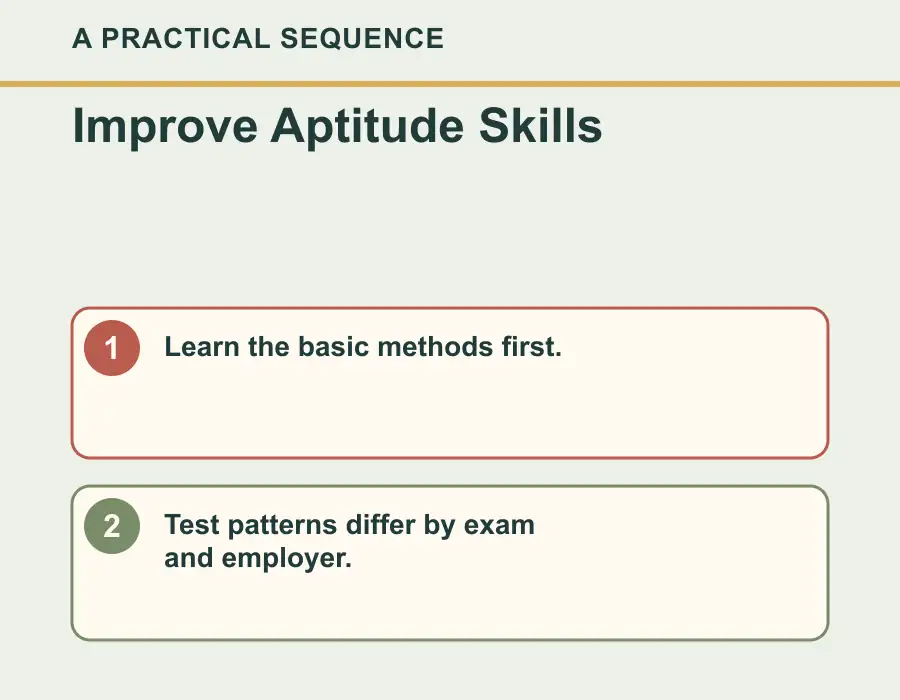 A PRACTICAL SEQUENCE
Improve Aptitude Skills
1
Learn the basic methods first.
2
Test patterns differ by exam
and employer.